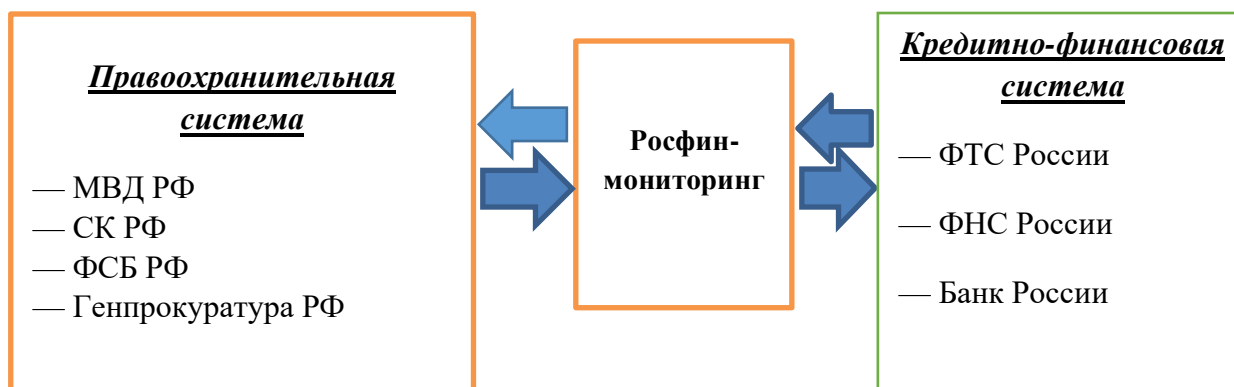 Правоохранительная
система
— МВД РФ
— СК РФ
— ФСБ РФ
— Генпрокуратура РФ
Росфин-
мониторинг
Кредитно-финансовая
система
— ФТС России
— ФНС России
— Банк России